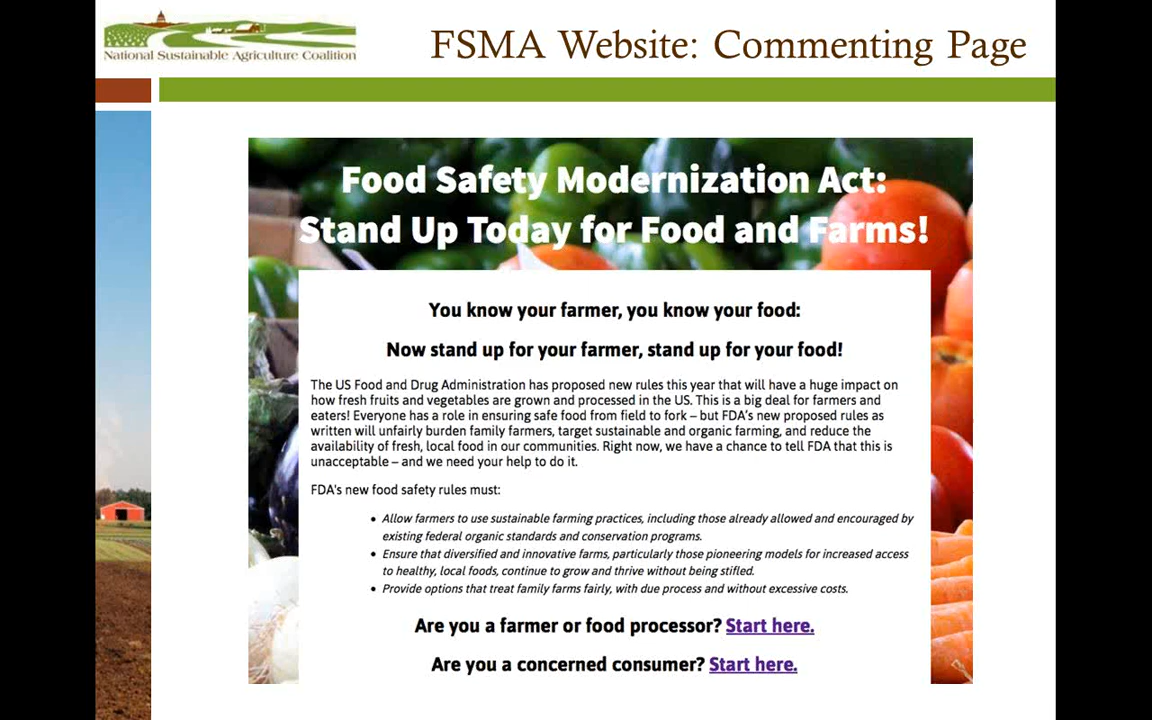 National Sustainable Agriculture Coalition
FSMA Website: Commenting Page
Food Safety Modernization Act:
Stand Up Today for Food and Farms!
You know your farmer, you know your food:
Now stand up for your farmer, stand up for your food!
The US Food and Drug Administration has proposed new rules this year that will have a huge impact on
how fresh fruits and vegetables are grown and processed in the US. This is a big deal for farmers and
eaters! Everyone has a role in ensuring safe food from field to fork – but FDA's new proposed rules as
written will unfairly burden family farmers, target sustainable and organic farming, and reduce the
availability of fresh, local food in our communities. Right now, we have a chance to tell FDA that this is
unacceptable – and we need your help to do it.
FDA's new food safety rules must:
• Allow farmers to use sustainable farming practices, including those already allowed and encouraged by
existing federal organic standards and conservation programs.
• Ensure that diversified and innovative farms, particularly those pioneering models for increased access
to healthy, local foods, continue to grow and thrive without being stifled.
• Provide options that treat family farms fairly, with due process and without excessive costs.
Are you a farmer or food processor? Start here.
Are you a concerned consumer? Start here.